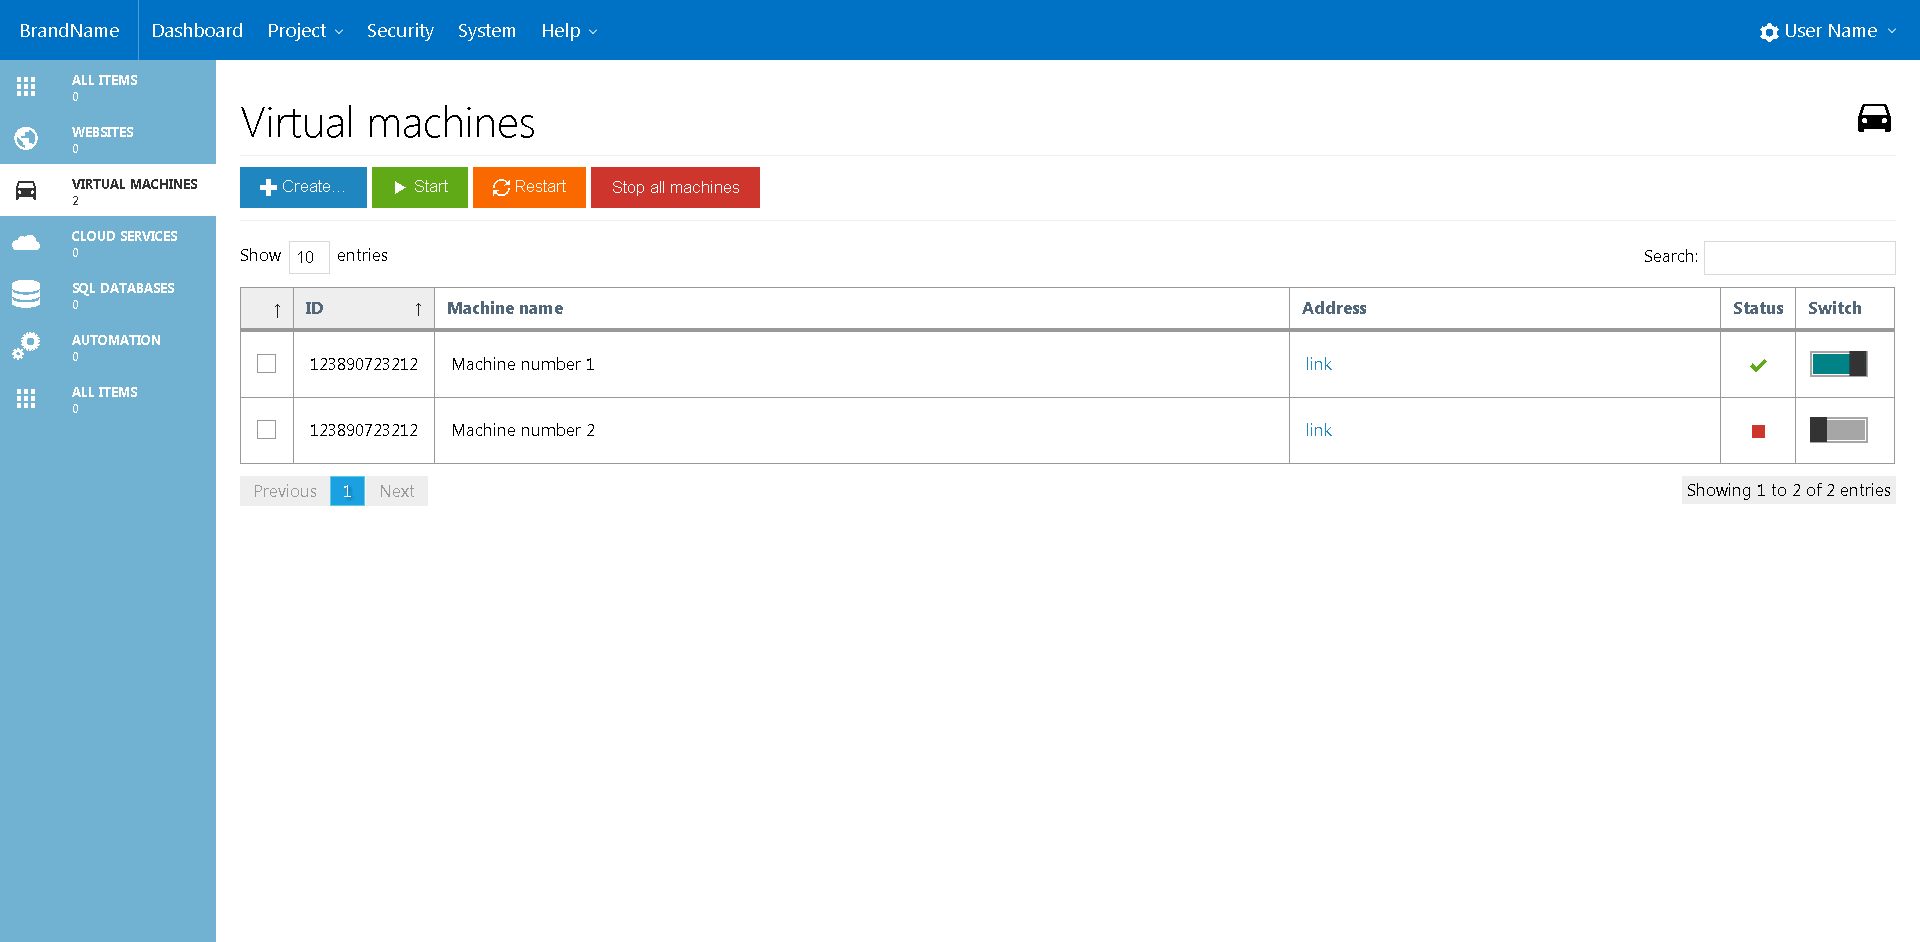 BrandName Dashboard Project Security System Help User Name
ALL ITEMS
0
WEBSITES
0
VIRTUAL MACHINES
2
CLOUD SERVICES
0
SQL DATABASES
0
AUTOMATION
0
ALL ITEMS
0
Virtual machines
Create... Start Restart Stop all machines
Show 10 entries Search:
↑ ID ↑ Machine name Address Status Switch
123890723212 Machine number 1 link
123890723212 Machine number 2 link
Previous 1 Next Showing 1 to 2 of 2 entries